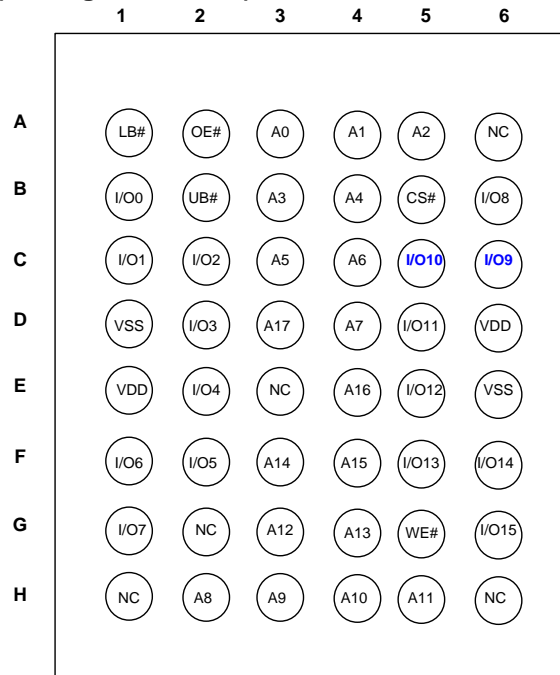 1 2 3 4 5 6
A LB# OE# A0 A1 A2 NC
B I/O0 UB# A3 A4 CS# I/O8
C I/O1 I/O2 A5 A6 I/O10 I/O9
D VSS I/O3 A17 A7 I/O11 VDD
E VDD I/O4 NC A16 I/O12 VSS
F I/O6 I/O5 A14 A15 I/O13 I/O14
G I/O7 NC A12 A13 WE# I/O15
H NC A8 A9 A10 A11 NC